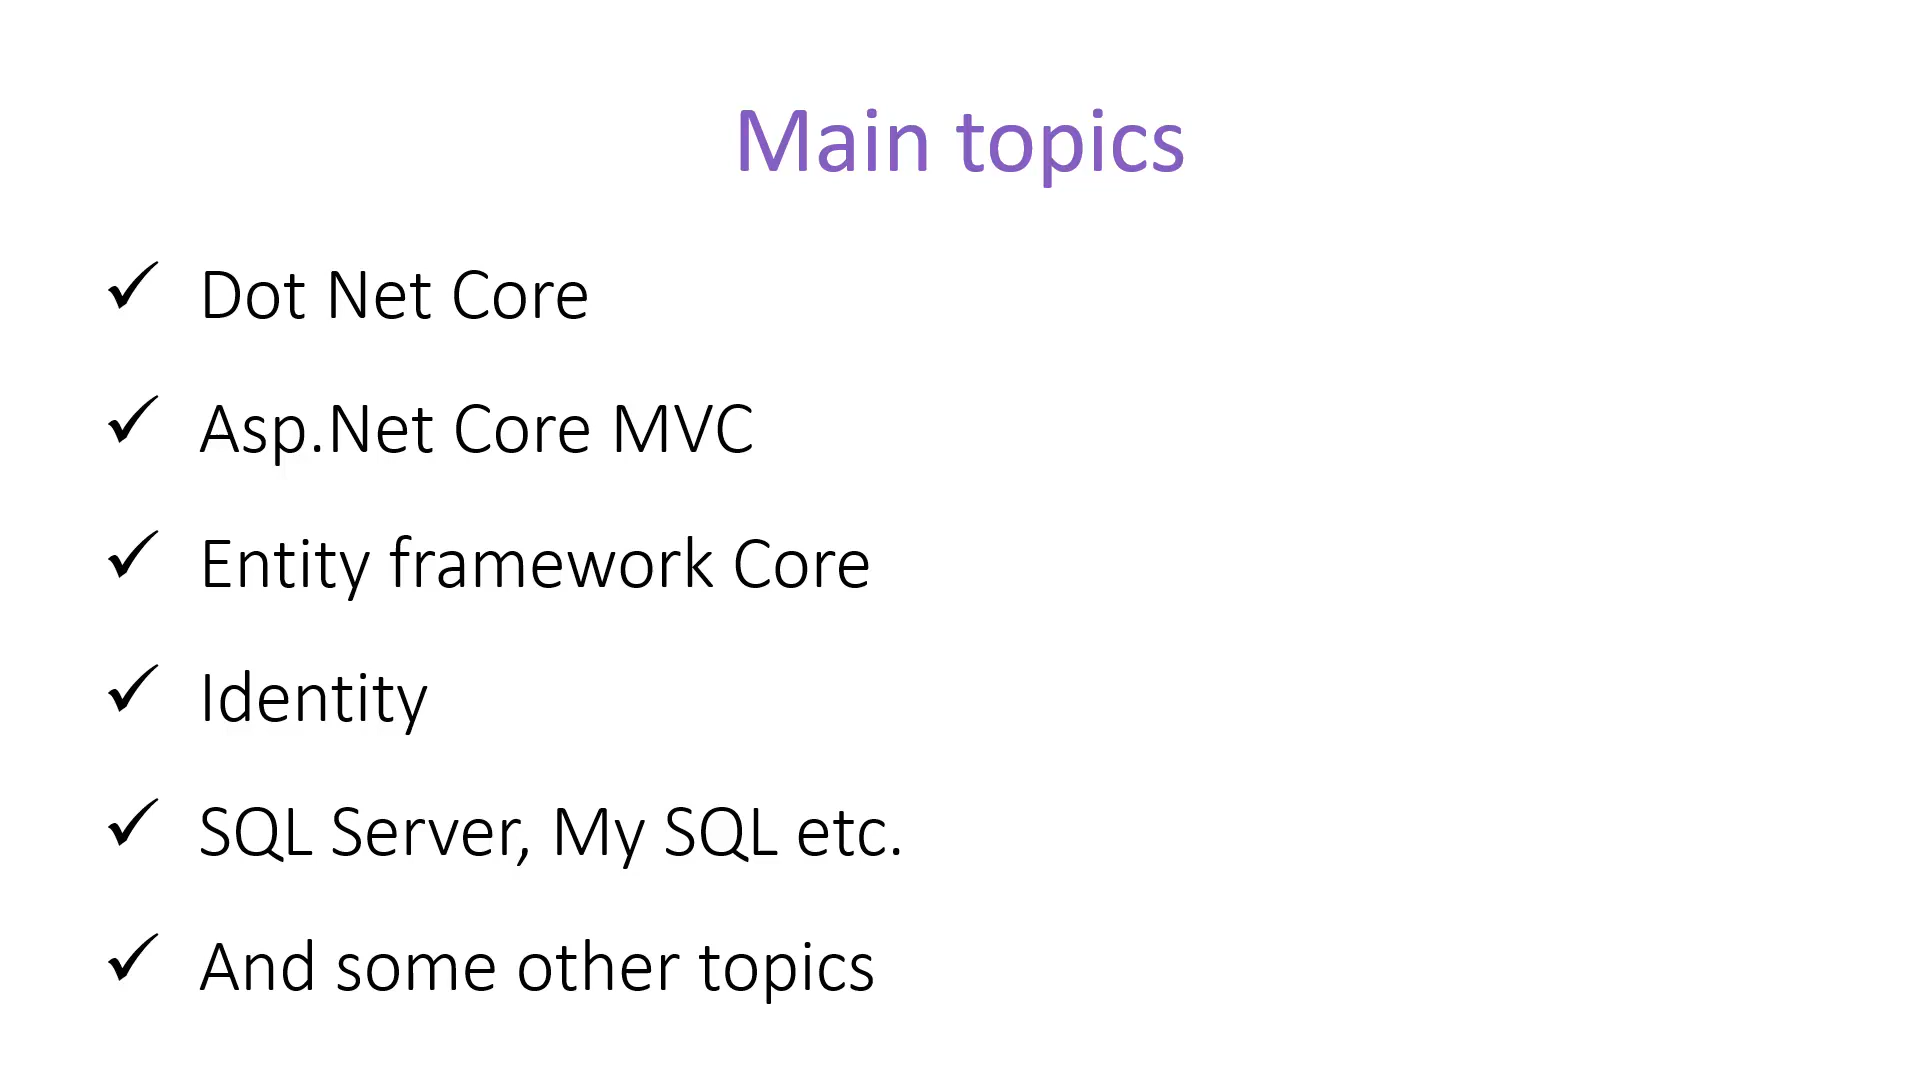 Main topics
Dot Net Core
Asp.Net Core MVC
Entity framework Core
Identity
SQL Server, My SQL etc.
And some other topics